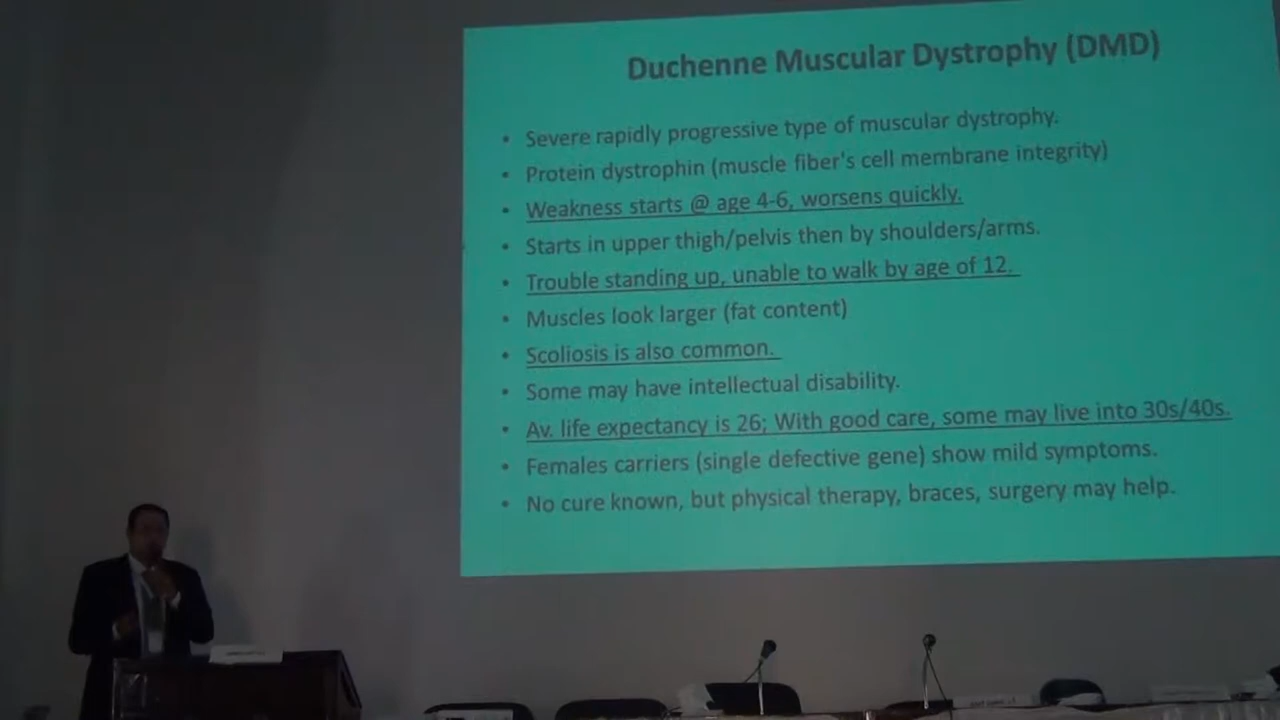 Duchenne Muscular Dystrophy (DMD)
• Severe rapidly progressive type of muscular dystrophy.
• Protein dystrophin (muscle fiber's cell membrane integrity)
• Weakness starts @ age 4-6, worsens quickly.
• Starts in upper thigh/pelvis then by shoulders/arms.
• Trouble standing up, unable to walk by age of 12.
• Muscles look larger (fat content)
• Scoliosis is also common.
• Some may have intellectual disability.
• Av. life expectancy is 26; With good care, some may live into 30s/40s.
• Females carriers (single defective gene) show mild symptoms.
• No cure known, but physical therapy, braces, surgery may help.